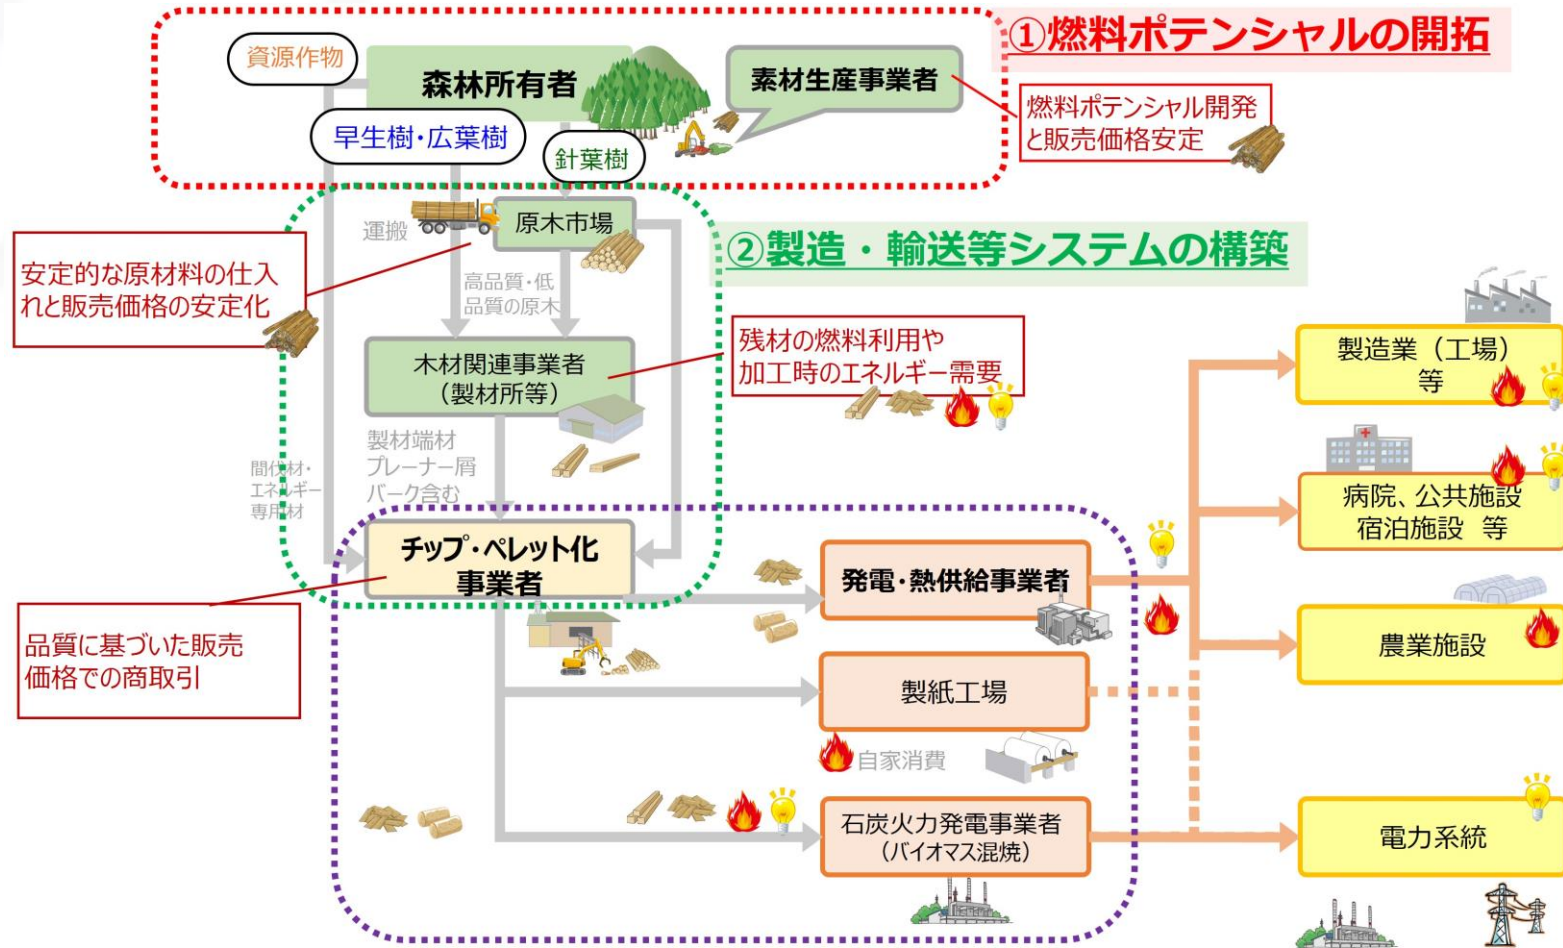 ①燃料ポテンシャルの開拓
資源作物
森林所有者
素材生産事業者
早生樹・広葉樹
針葉樹
燃料ポテンシャル開発
と販売価格安定
運搬
原木市場
②製造・輸送等システムの構築
安定的な原材料の仕入
れと販売価格の安定化
高品質・低
品質の原木
木材関連事業者
（製材所等）
残材の燃料利用や
加工時のエネルギー需要
製造業（工場）
等
製材端材
プレーナー屑
バーク含む
間伐材・
エネルギー
専用材
病院、公共施設
宿泊施設 等
チップ・ペレット化
事業者
発電・熱供給事業者
品質に基づいた販売
価格での商取引
農業施設
製紙工場
自家消費
石炭火力発電事業者
（バイオマス混焼）
電力系統